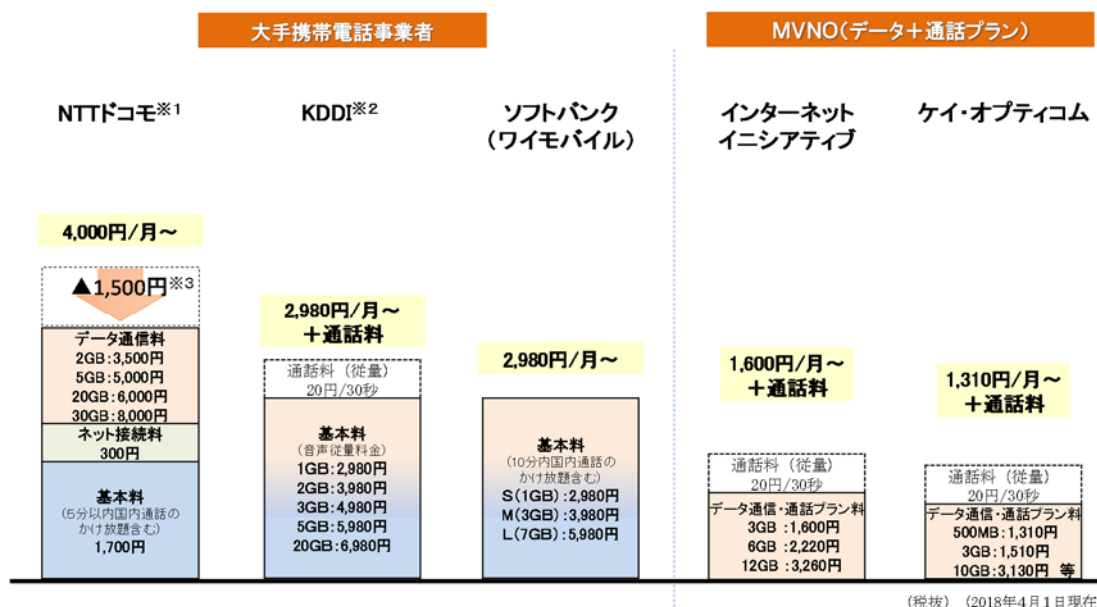 大手携帯電話事業者
MVNO(データ+通話プラン)
NTTドコモ※1
KDDI※2
ソフトバンク
(ワイモバイル)
インターネット
イニシアティブ
ケイ・オプティコム
4,000円/月～
▲1,500円※3
データ通信料
2GB:3,500円
5GB:5,000円
20GB:6,000円
30GB:8,000円
ネット接続料
300円
基本料
(5分以内国内通話の
かけ放題含む)
1,700円
2,980円/月～
+通話料
通話料(従量)
20円/30秒
基本料
(音声従量料金)
1GB:2,980円
2GB:3,980円
3GB:4,980円
5GB:5,980円
20GB:6,980円
2,980円/月～
基本料
(10分内国内通話の
かけ放題含む)
S(1GB):2,980円
M(3GB):3,980円
L(7GB):5,980円
1,600円/月～
+通話料
通話料(従量)
20円/30秒
データ通信・通話プラン料
3GB:1,600円
6GB:2,220円
12GB:3,260円
1,310円/月～
+通話料
通話料(従量)
20円/30秒
データ通信・通話プラン料
500MB:1,310円
3GB:1,510円
10GB:3,130円 等
(税抜) (2018年4月1日現在